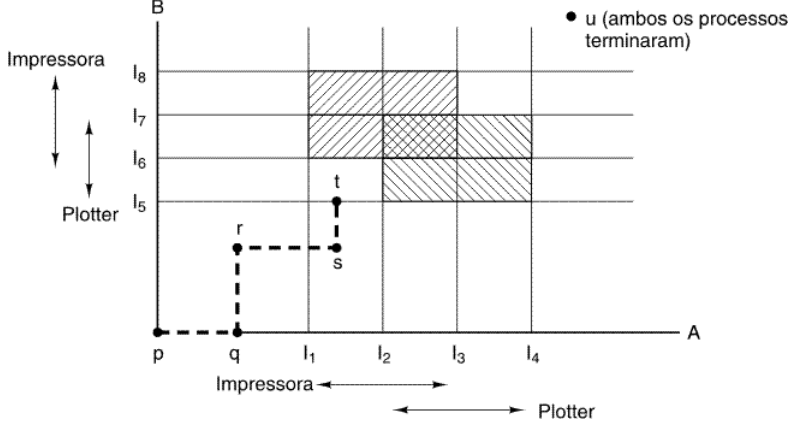 B
u (ambos os processos
terminaram)
Impressora
I8
I7
I6
Plotter
I5
t
r
s
A
p q I1 I2 I3 I4
Impressora
Plotter